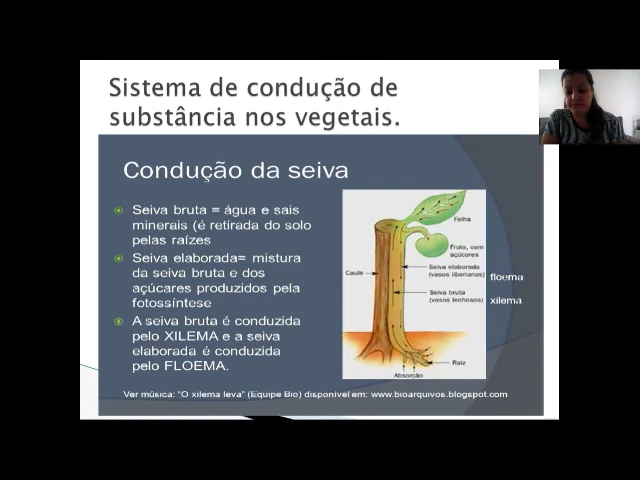 Sistema de condução de
substância nos vegetais.
Condução da seiva
Seiva bruta = água e sais
minerais (é retirada do solo
pelas raízes
Seiva elaborada= mistura
da seiva bruta e dos
açúcares produzidos pela
fotossíntese
A seiva bruta é conduzida
pelo XILEMA e a seiva
elaborada é conduzida
pelo FLOEMA.
Folha
Fruto, com
açúcares
Caule
Seiva elaborada
(vasos liberianos)
floema
Seiva bruta
(vasos lenhosos)
xilema
Raiz
Absorção
Ver música: "O xilema leva" (Equipe Bio) disponível em: www.bioarquivos.blogspot.com